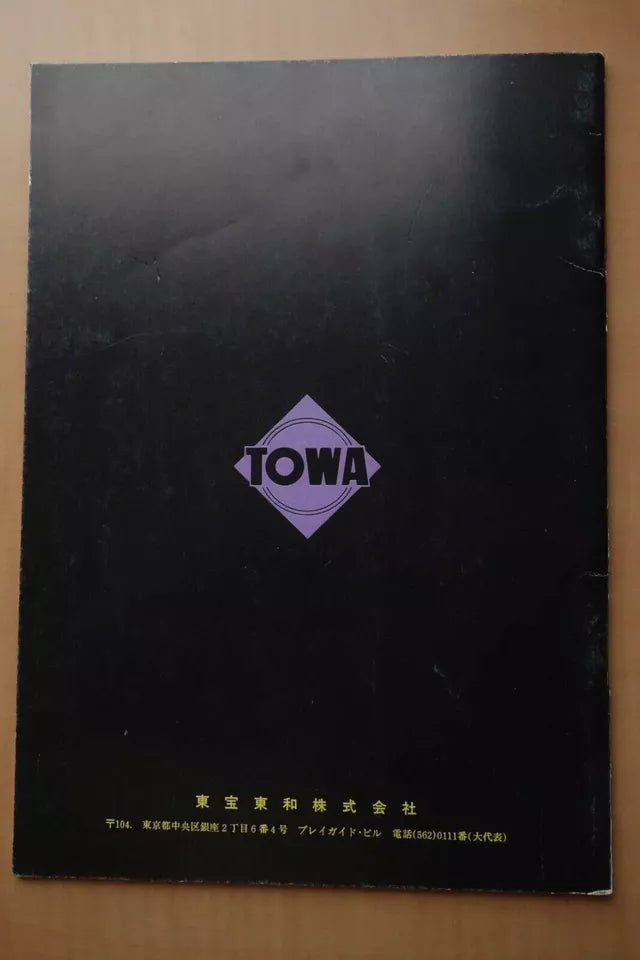 TOWA
東宝東和株式会社
〒104. 東京都中央区銀座2丁目6番4号 プレイガイド・ビル 電話(562)0111番(大代表)